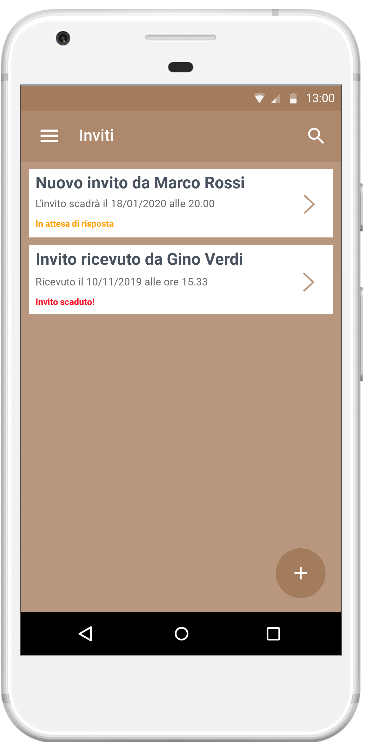 13:00
Inviti
Nuovo invito da Marco Rossi
L'invito scadrà il 18/01/2020 alle 20.00
In attesa di risposta
Invito ricevuto da Gino Verdi
Ricevuto il 10/11/2019 alle ore 15.33
Invito scaduto!